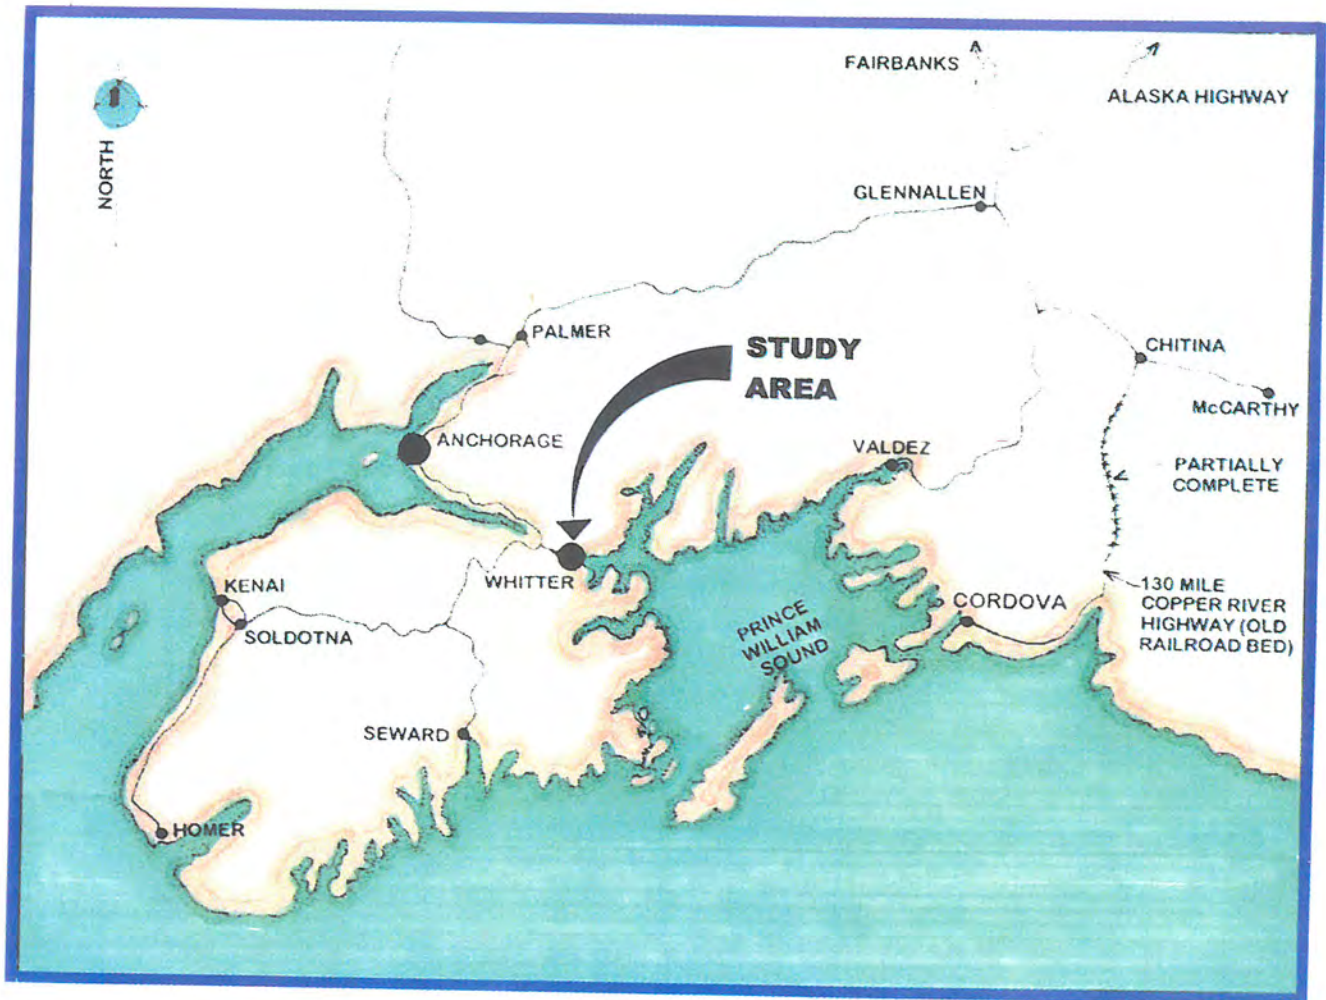 FAIRBANKS
ALASKA HIGHWAY
NORTH
GLENNALLEN
PALMER
STUDY
AREA
CHITINA
McCARTHY
ANCHORAGE
VALDEZ
PARTIALLY
COMPLETE
WHITTER
KENAI
SOLDOTNA
CORDOVA
130 MILE
COPPER RIVER
HIGHWAY (OLD
RAILROAD BED)
PRINCE
WILLIAM
SOUND
SEWARD
HOMER